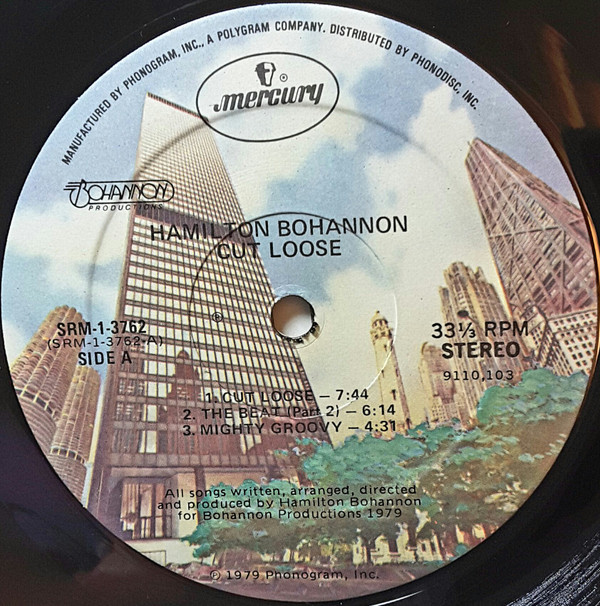 MANUFACTURED BY PHONOGRAM, INC., A POLYGRAM COMPANY. DISTRIBUTED BY PHONODISC, INC.
®
mercury
BOHANNON
PRODUCTIONS
HAMILTON BOHANNON
CUT LOOSE
SRM-1-3762
(SRM-1-3762-A)
SIDE A
33⅓ RPM
STEREO
9110,103
℗
1. CUT LOOSE — 7:44
2. THE BEAT (Part 2) — 6:14
3. MIGHTY GROOVY — 4:31
All songs written, arranged, directed
and produced by Hamilton Bohannon
for Bohannon Productions 1979
℗ 1979 Phonogram, Inc.